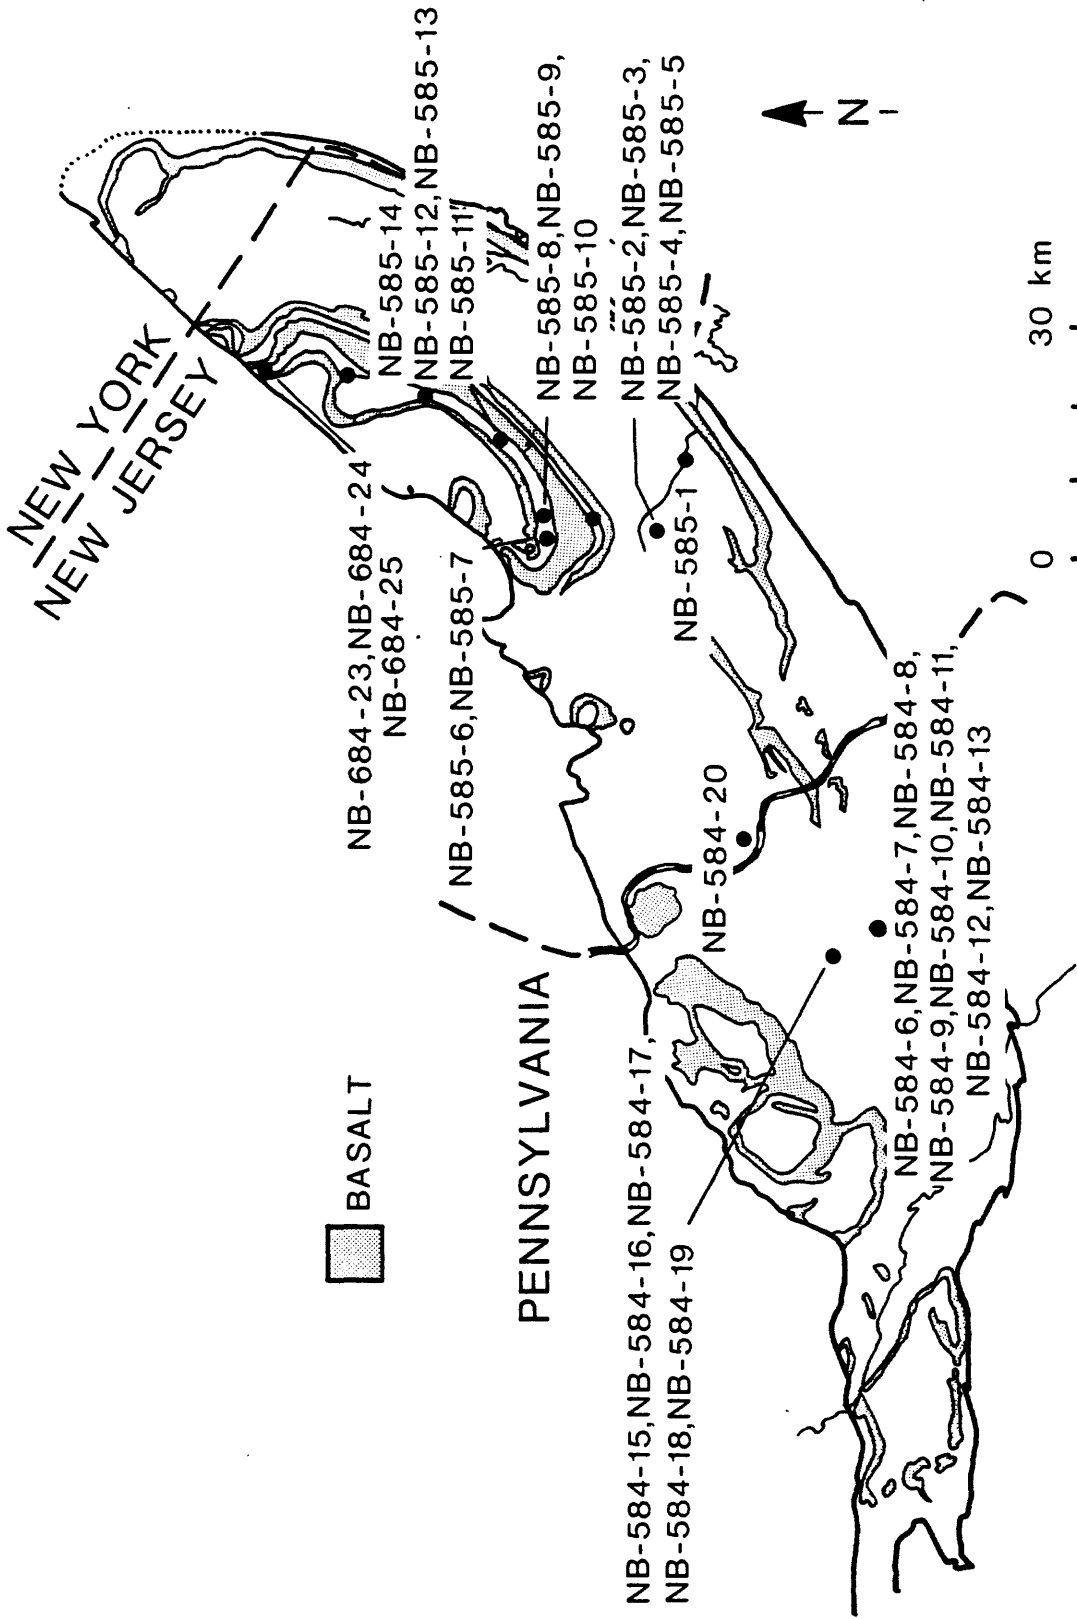 NEW YORK
NEW JERSEY
NB-585-14
NB-585-12,NB-585-13
NB-585-11
NB-585-8,NB-585-9,
NB-585-10
NB-585-2,NB-585-3,
NB-585-4,NB-585-5
N
NB-684-23,NB-684-24
NB-684-25
NB-585-6,NB-585-7
NB-585-1
0 30 km
BASALT
PENNSYLVANIA
NB-584-20
NB-584-15,NB-584-16,NB-584-17,
NB-584-18,NB-584-19
NB-584-6,NB-584-7,NB-584-8,
NB-584-9,NB-584-10,NB-584-11,
NB-584-12,NB-584-13